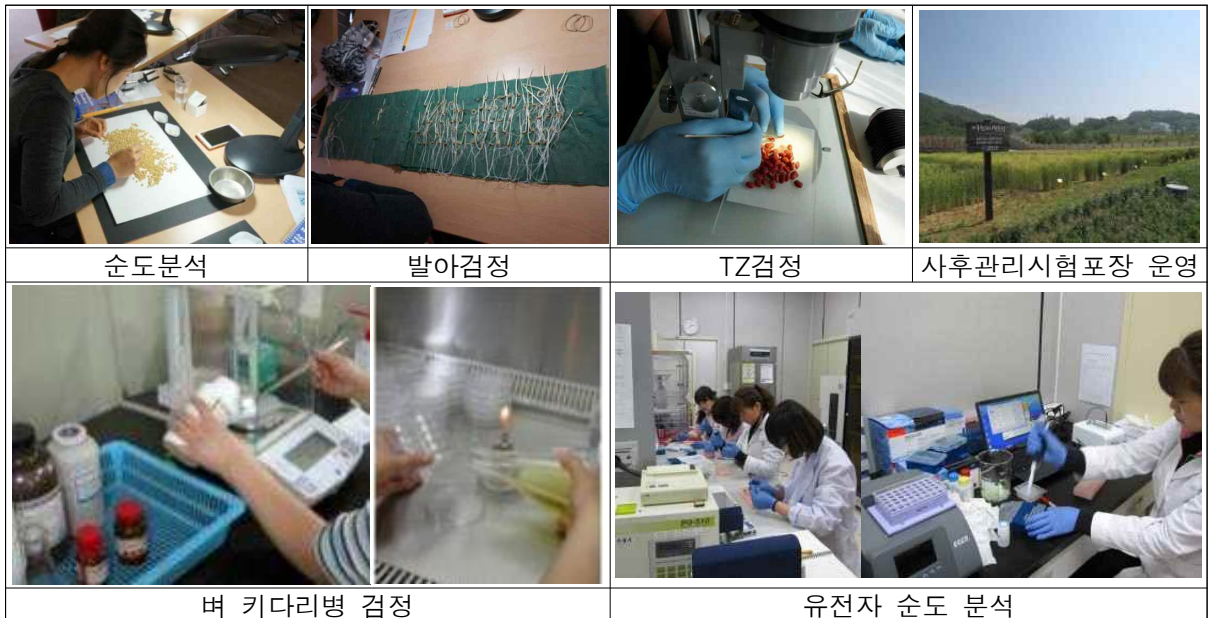 순도분석
발아검정
TZ검정
사후관리시험포장 운영
벼 키다리병 검정
유전자 순도 분석